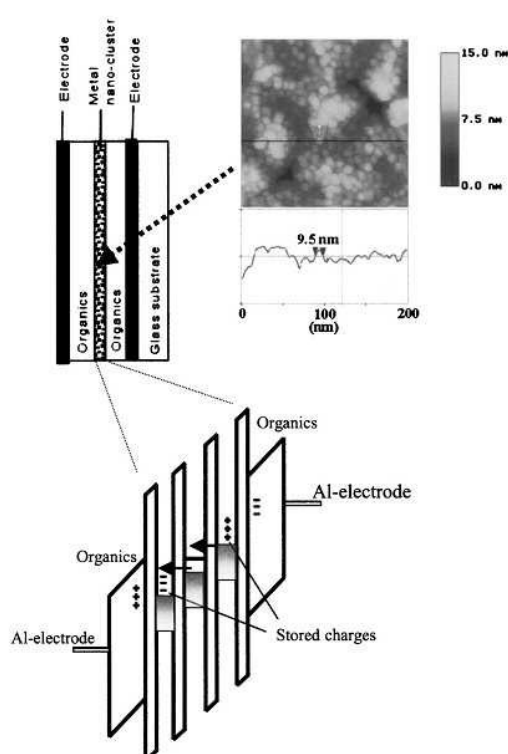 Electrode
Metal
nano-cluster
Electrode
Organics
Organics
Glass substrate
15.0 nm
7.5 nm
0.0 nm
9.5 nm
0
100
200
(nm)
Organics
Al-electrode
+++
Organics
+++
Al-electrode
Stored charges